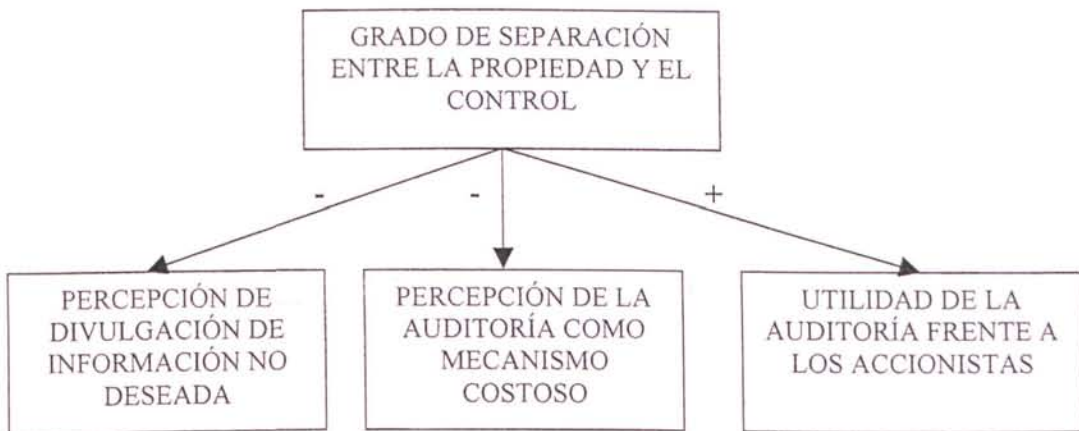 GRADO DE SEPARACIÓN
ENTRE LA PROPIEDAD Y EL
CONTROL
-
-
+
PERCEPCIÓN DE
DIVULGACIÓN DE
INFORMACIÓN NO
DESEADA
PERCEPCIÓN DE LA
AUDITORÍA COMO
MECANISMO
COSTOSO
UTILIDAD DE LA
AUDITORÍA FRENTE A
LOS ACCIONISTAS